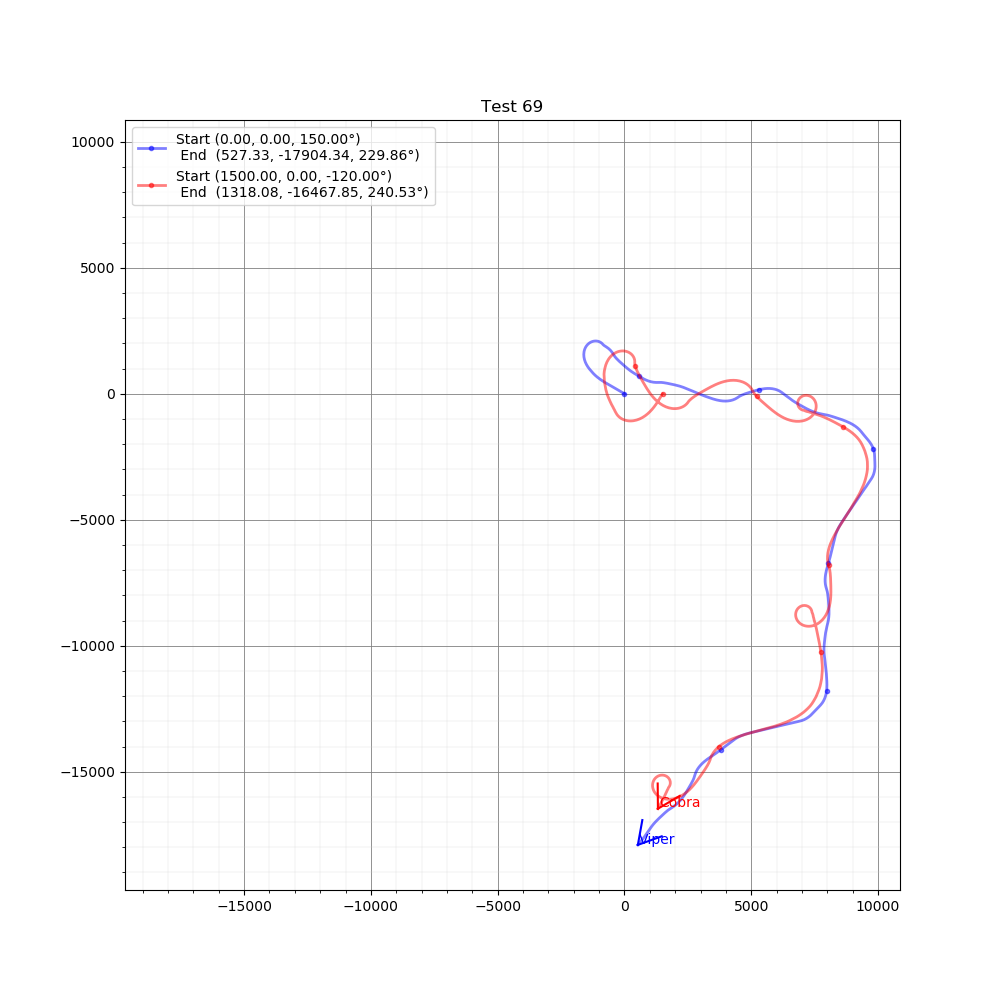 Test 69
Start (0.00, 0.00, 150.00°)
End (527.33, -17904.34, 229.86°)
Start (1500.00, 0.00, -120.00°)
End (1318.08, -16467.85, 240.53°)
10000
5000
0
−5000
−10000
−15000
Cobra
Viper
−15000 −10000 −5000 0 5000 10000